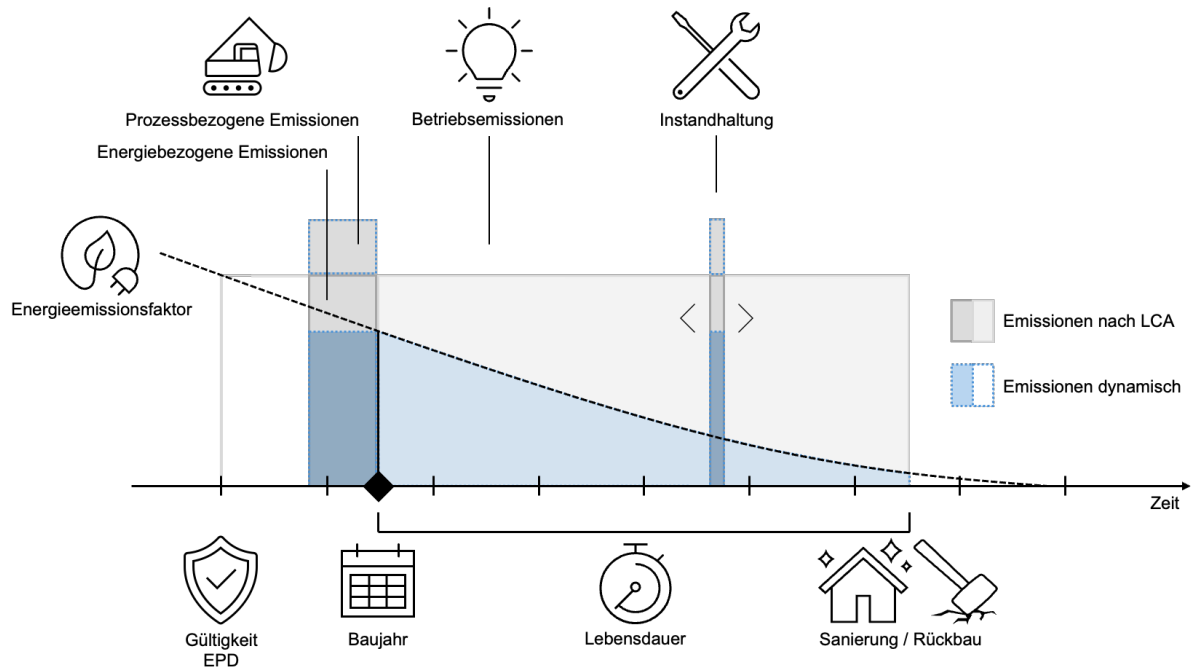 Prozessbezogene Emissionen
Betriebsemissionen
Instandhaltung
Energiebezogene Emissionen
Energieemissionsfaktor
Emissionen nach LCA
Emissionen dynamisch
Zeit
Gültigkeit
EPD
Baujahr
Lebensdauer
Sanierung / Rückbau